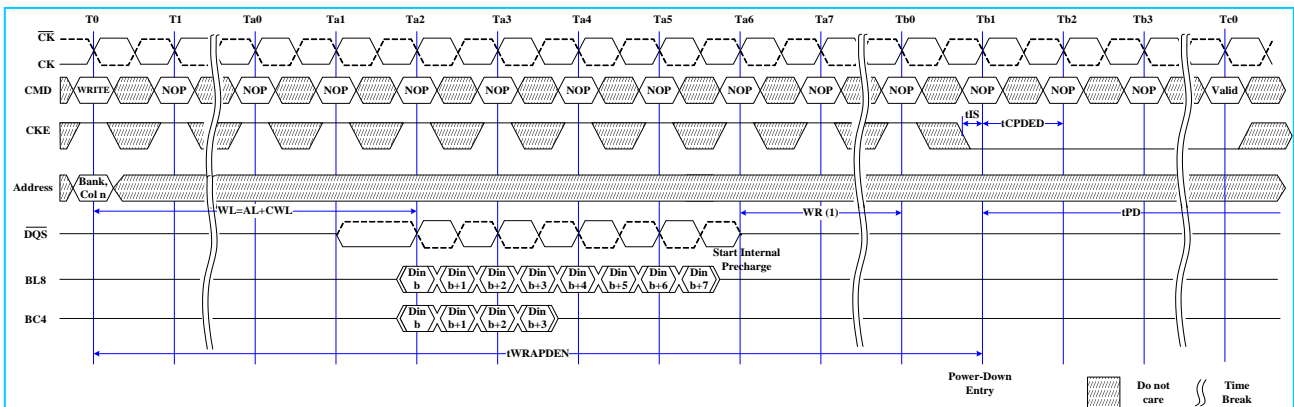 T0 T1 Ta0 Ta1 Ta2 Ta3 Ta4 Ta5 Ta6 Ta7 Tb0 Tb1 Tb2 Tb3 Tc0
CK
CK
CMD WRITE NOP NOP NOP NOP NOP NOP NOP NOP NOP NOP NOP NOP NOP Valid
tIS
tCPDED
CKE
Address Bank, Col n
WL=AL+CWL WR (1) tPD
DQS
Start Internal
Precharge
BL8 Din b Din b+1 Din b+2 Din b+3 Din b+4 Din b+5 Din b+6 Din b+7
BC4 Din b Din b+1 Din b+2 Din b+3
tWRAPDEN
Power-Down
Entry
Do not
care
Time
Break